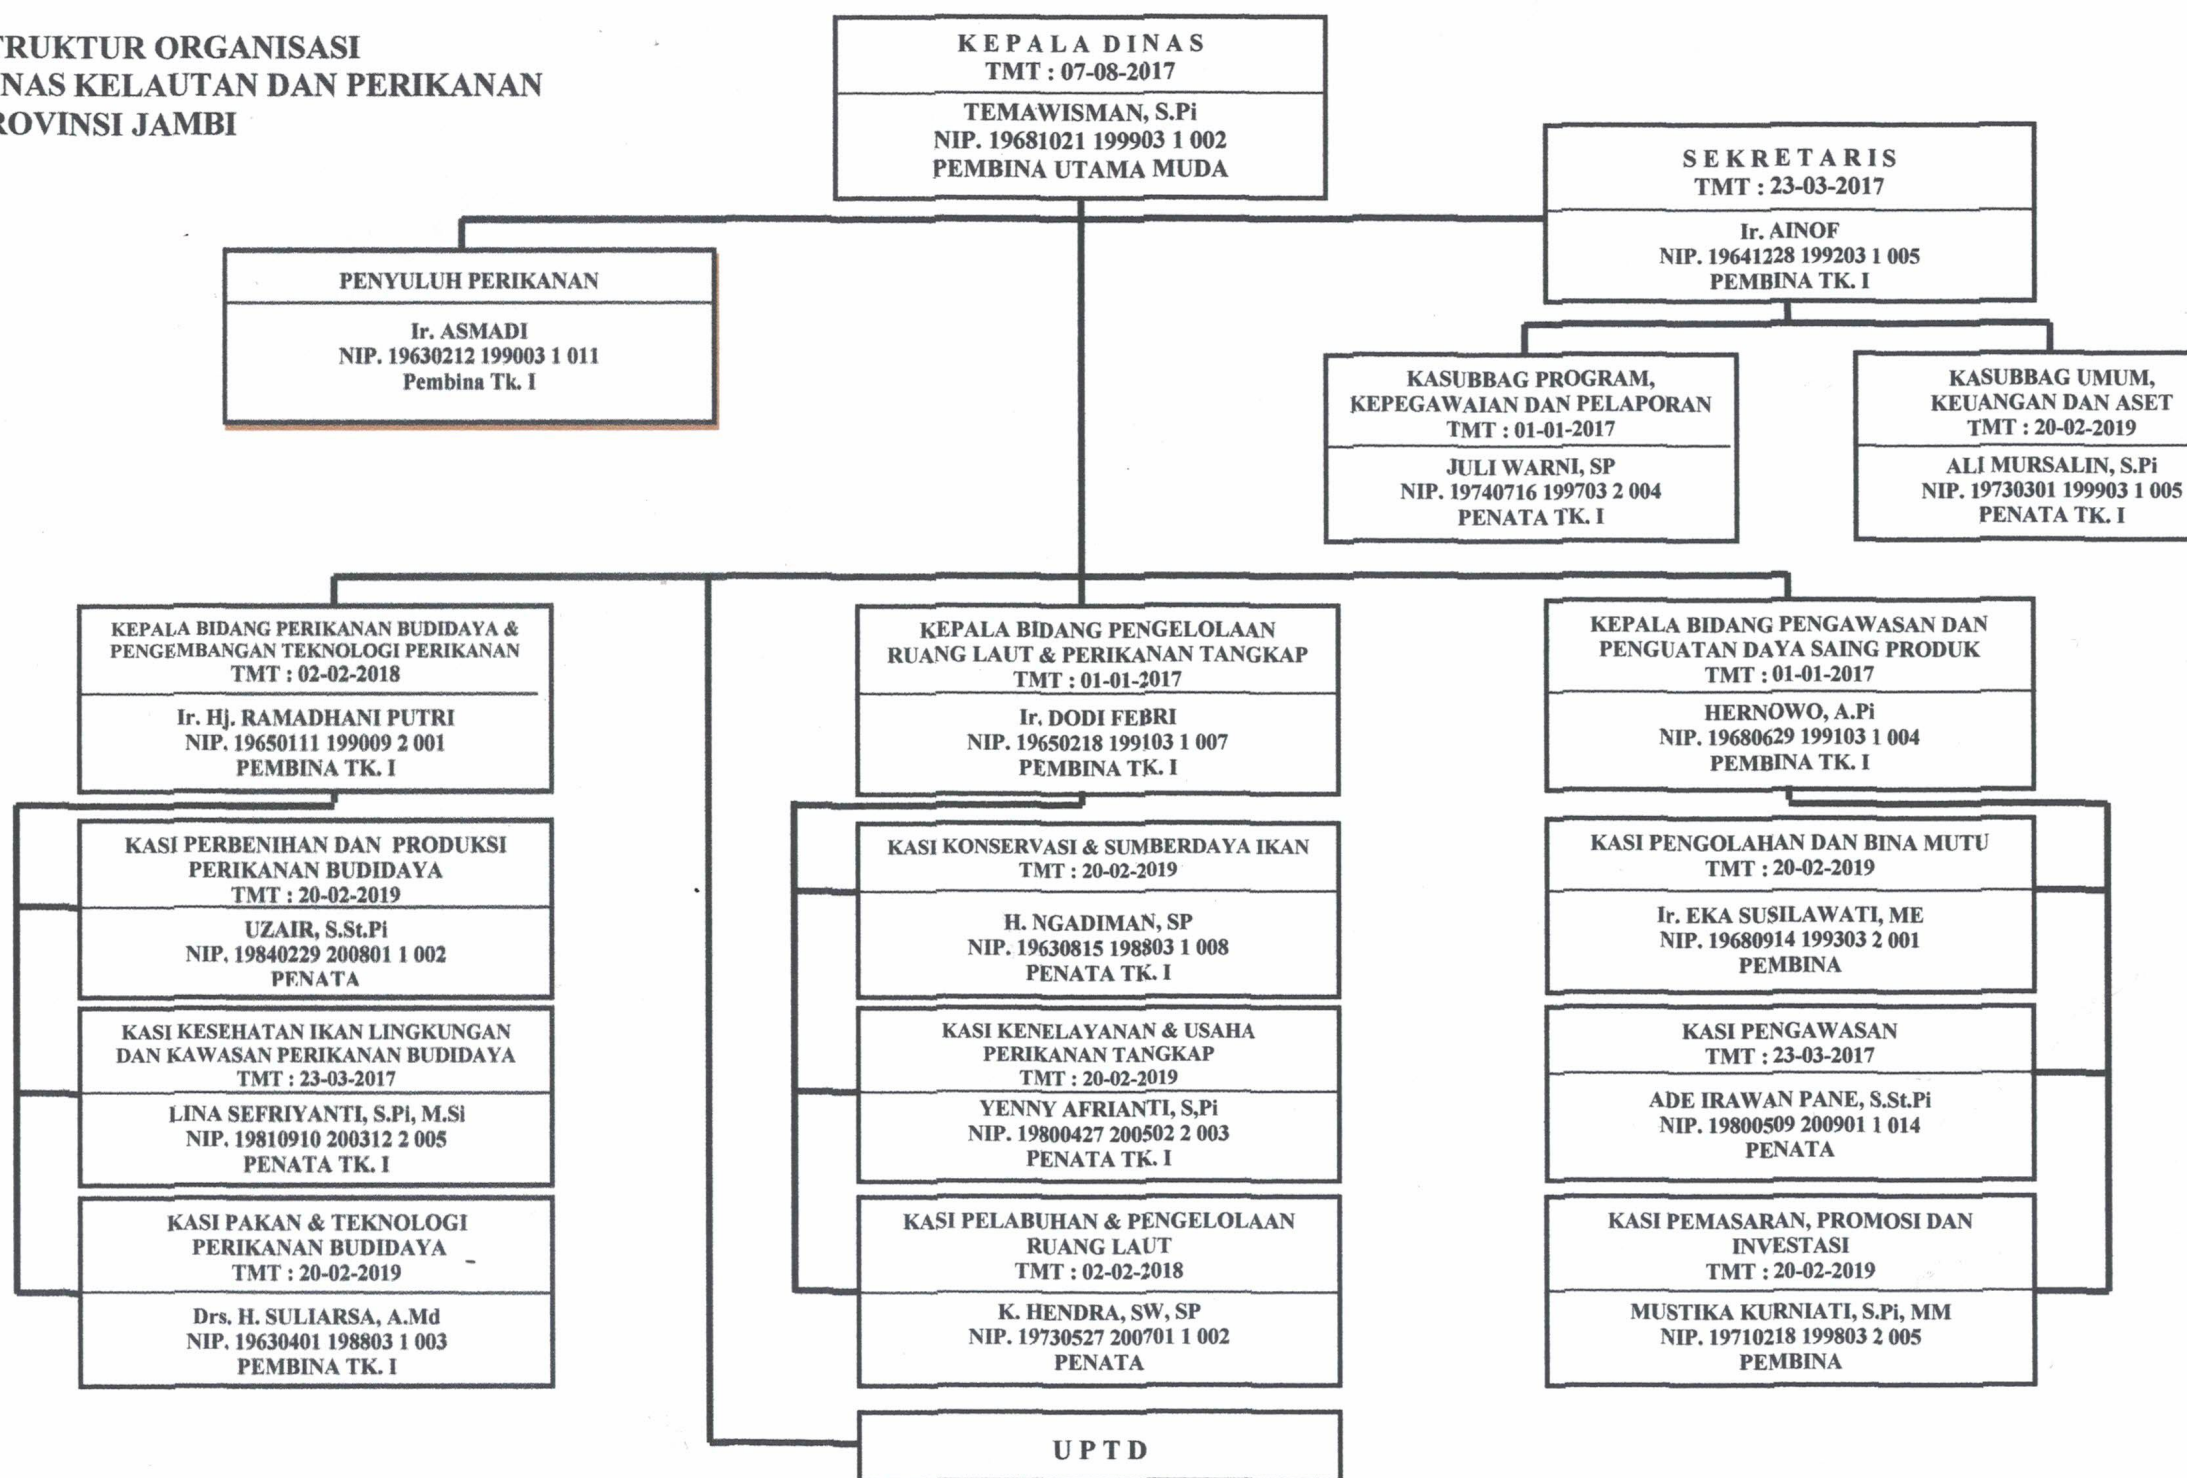 TRUKTUR ORGANISASI
NAS KELAUTAN DAN PERIKANAN
ROVINSI JAMBI
KEPALA DINAS
TMT : 07-08-2017
TEMAWISMAN, S.Pi
NIP. 19681021 199903 1 002
PEMBINA UTAMA MUDA
SEKRETARIS
TMT : 23-03-2017
Ir. AINOF
NIP. 19641228 199203 1 005
PEMBINA TK. I
PENYULUH PERIKANAN
Ir. ASMADI
NIP. 19630212 199003 1 011
Pembina Tk. I
KASUBBAG PROGRAM,
KEPEGAWAIAN DAN PELAPORAN
TMT : 01-01-2017
JULI WARNI, SP
NIP. 19740716 199703 2 004
PENATA TK. I
KASUBBAG UMUM,
KEUANGAN DAN ASET
TMT : 20-02-2019
ALI MURSALIN, S.Pi
NIP. 19730301 199903 1 005
PENATA TK. I
KEPALA BIDANG PERIKANAN BUDIDAYA &
PENGEMBANGAN TEKNOLOGI PERIKANAN
TMT : 02-02-2018
Ir. Hj. RAMADHANI PUTRI
NIP. 19650111 199009 2 001
PEMBINA TK. I
KASI PERBENIHAN DAN PRODUKSI
PERIKANAN BUDIDAYA
TMT : 20-02-2019
UZAIR, S.St.Pi
NIP. 19840229 200801 1 002
PENATA
KASI KESEHATAN IKAN LINGKUNGAN
DAN KAWASAN PERIKANAN BUDIDAYA
TMT : 23-03-2017
LINA SEFRIYANTI, S.Pi, M.Si
NIP. 19810910 200312 2 005
PENATA TK. I
KASI PAKAN & TEKNOLOGI
PERIKANAN BUDIDAYA
TMT : 20-02-2019
Drs. H. SULIARSA, A.Md
NIP. 19630401 198803 1 003
PEMBINA TK. I
KEPALA BIDANG PENGELOLAAN
RUANG LAUT & PERIKANAN TANGKAP
TMT : 01-01-2017
Ir. DODI FEBRI
NIP. 19650218 199103 1 007
PEMBINA TK. I
KASI KONSERVASI & SUMBERDAYA IKAN
TMT : 20-02-2019
H. NGADIMAN, SP
NIP. 19630815 198803 1 008
PENATA TK. I
KASI KENELAYANAN & USAHA
PERIKANAN TANGKAP
TMT : 20-02-2019
YENNY AFRIANTI, S,Pi
NIP. 19800427 200502 2 003
PENATA TK. I
KASI PELABUHAN & PENGELOLAAN
RUANG LAUT
TMT : 02-02-2018
K. HENDRA, SW, SP
NIP. 19730527 200701 1 002
PENATA
UPTD
KEPALA BIDANG PENGAWASAN DAN
PENGUATAN DAYA SAING PRODUK
TMT : 01-01-2017
HERNOWO, A.Pi
NIP. 19680629 199103 1 004
PEMBINA TK. I
KASI PENGOLAHAN DAN BINA MUTU
TMT : 20-02-2019
Ir. EKA SUSILAWATI, ME
NIP. 19680914 199303 2 001
PEMBINA
KASI PENGAWASAN
TMT : 23-03-2017
ADE IRAWAN PANE, S.St.Pi
NIP. 19800509 200901 1 014
PENATA
KASI PEMASARAN, PROMOSI DAN
INVESTASI
TMT : 20-02-2019
MUSTIKA KURNIATI, S.Pi, MM
NIP. 19710218 199803 2 005
PEMBINA